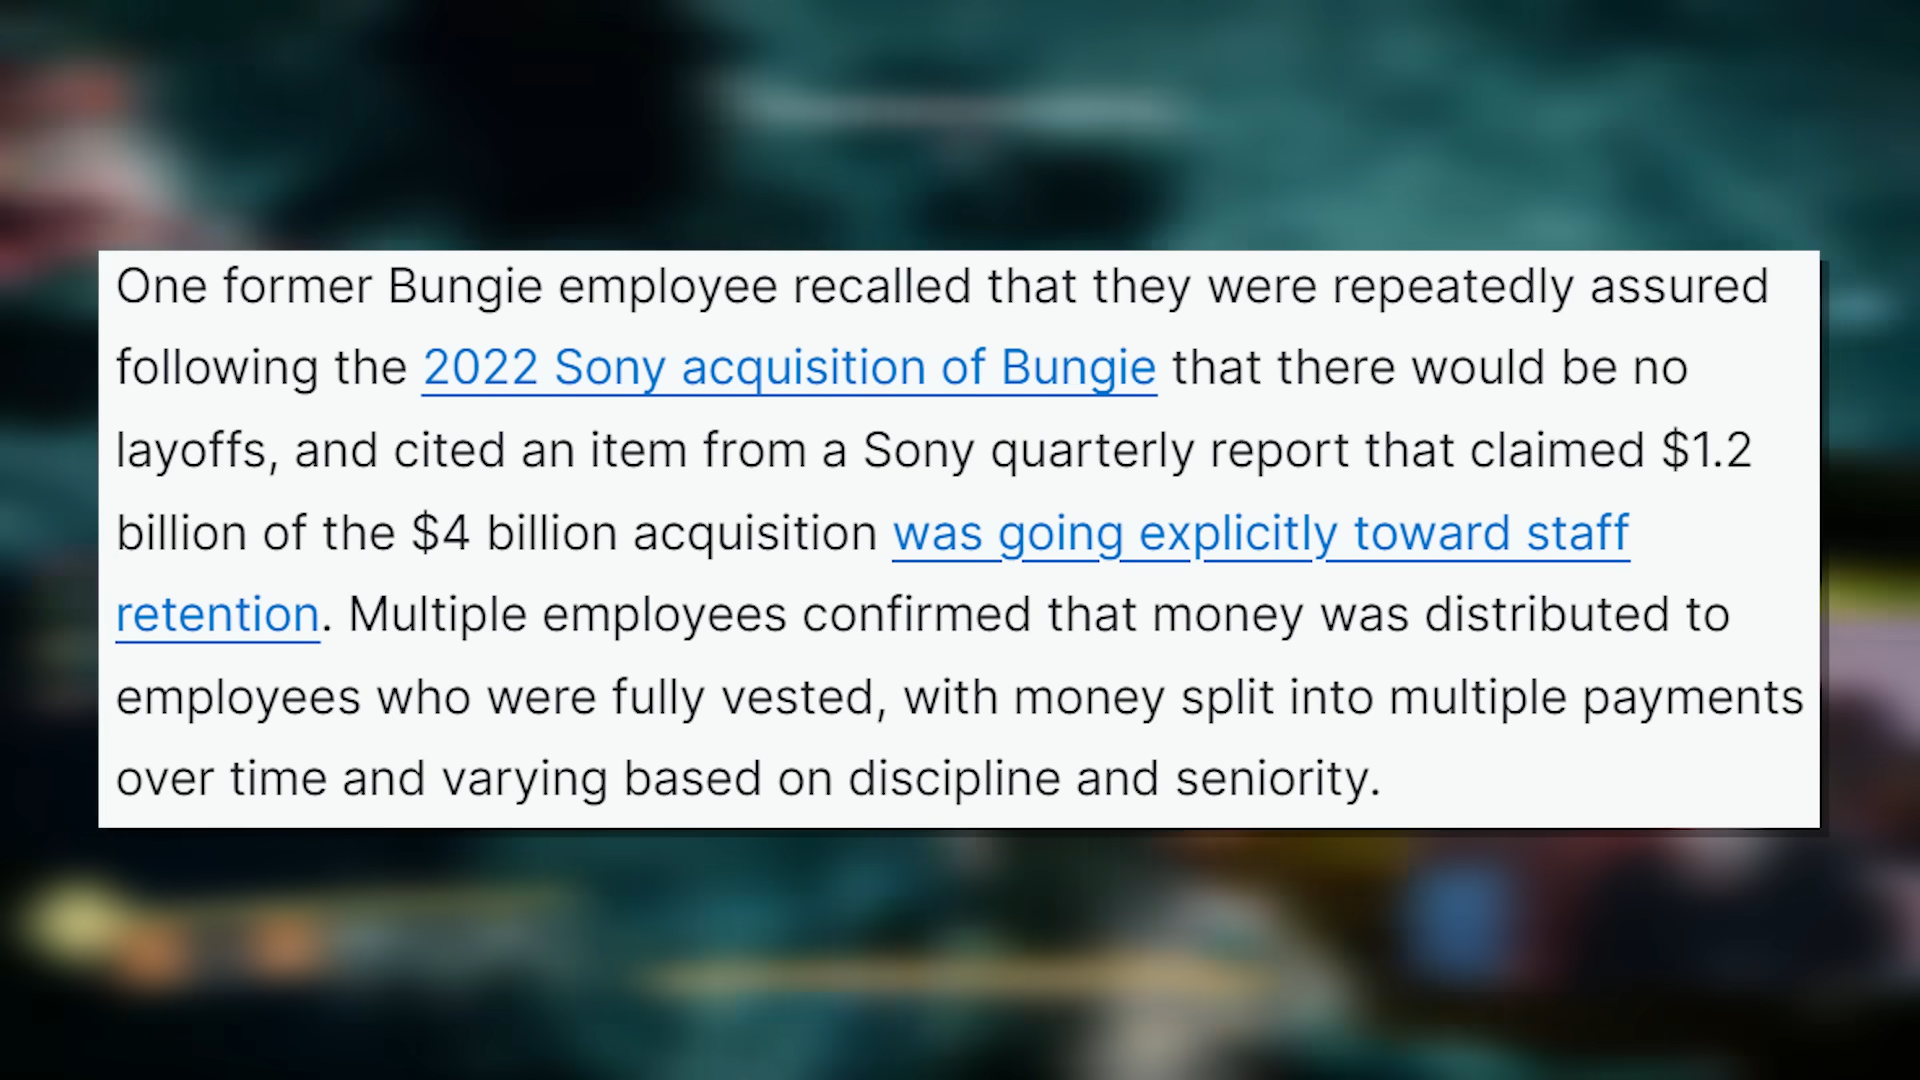 One former Bungie employee recalled that they were repeatedly assured
following the 2022 Sony acquisition of Bungie that there would be no
layoffs, and cited an item from a Sony quarterly report that claimed $1.2
billion of the $4 billion acquisition was going explicitly toward staff
retention. Multiple employees confirmed that money was distributed to
employees who were fully vested, with money split into multiple payments
over time and varying based on discipline and seniority.